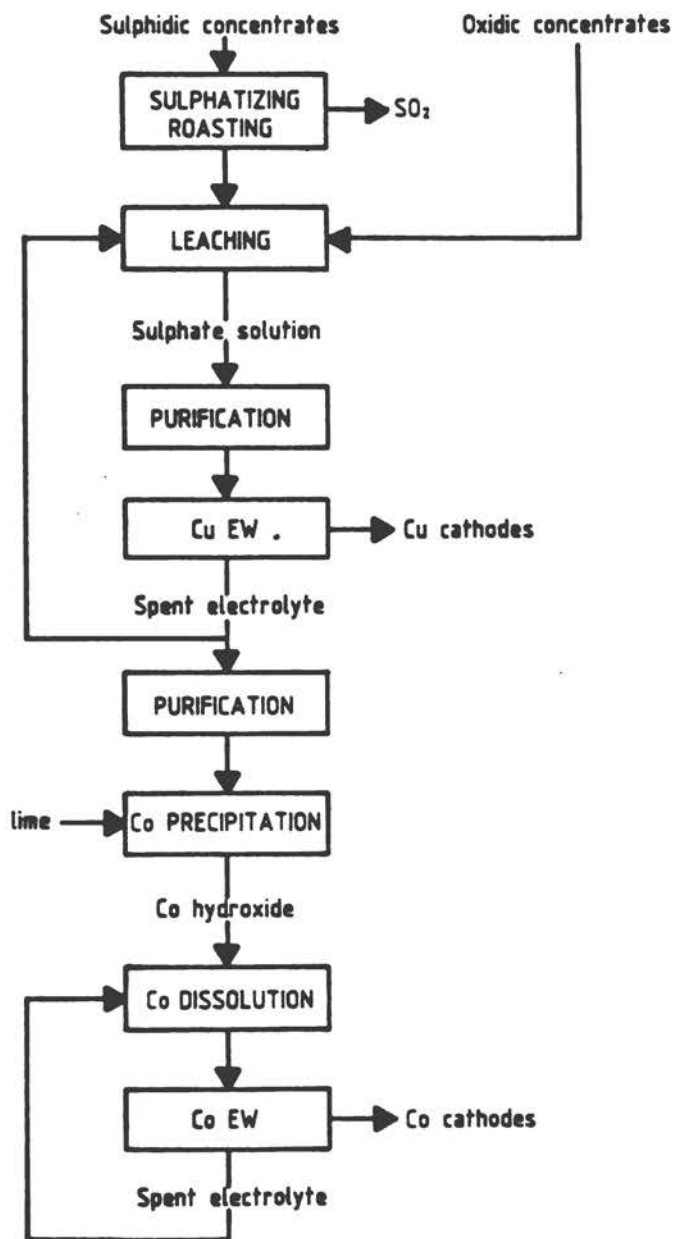 Sulphidic concentrates
Oxidic concentrates
SULPHATIZING
ROASTING
SO₂
LEACHING
Sulphate solution
PURIFICATION
Cu EW .
Cu cathodes
Spent electrolyte
PURIFICATION
lime
Co PRECIPITATION
Co hydroxide
Co DISSOLUTION
Co EW
Co cathodes
Spent electrolyte